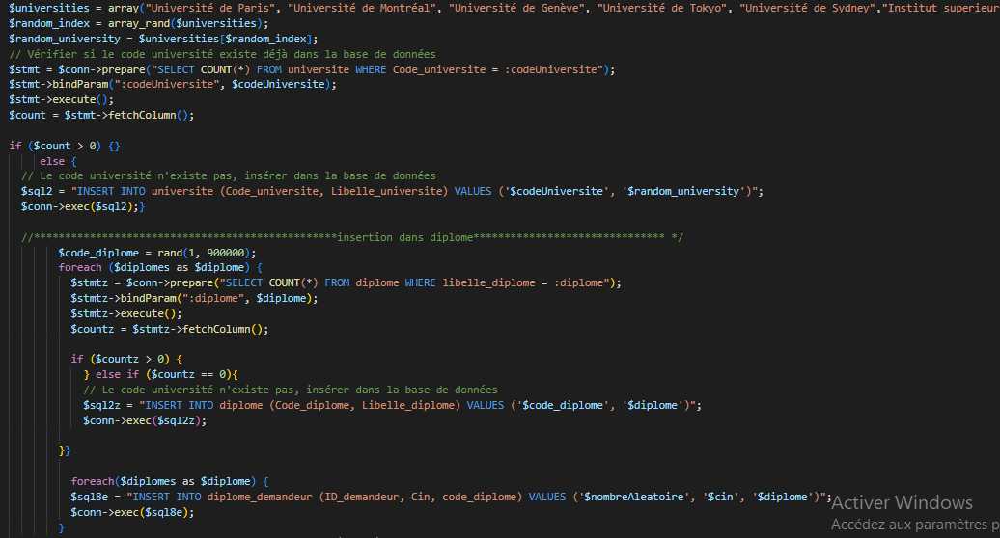 $universities = array("Université de Paris", "Université de Montréal", "Université de Genève", "Université de Tokyo", "Université de Sydney","Institut superieur
$random_index = array_rand($universities);
$random_university = $universities[$random_index];
// Vérifier si le code université existe déjà dans la base de données
$stmt = $conn->prepare("SELECT COUNT(*) FROM universite WHERE Code_universite = :codeUniversite");
$stmt->bindParam(":codeUniversite", $codeUniversite);
$stmt->execute();
$count = $stmt->fetchColumn();
if ($count > 0) {}
else {
// Le code université n'existe pas, insérer dans la base de données
$sql2 = "INSERT INTO universite (Code_universite, Libelle_universite) VALUES ('$codeUniversite', '$random_university')";
$conn->exec($sql2);}
//*************************************************insertion dans diplome******************************* */
$code_diplome = rand(1, 900000);
foreach ($diplomes as $diplome) {
$stmtz = $conn->prepare("SELECT COUNT(*) FROM diplome WHERE libelle_diplome = :diplome");
$stmtz->bindParam(":diplome", $diplome);
$stmtz->execute();
$countz = $stmtz->fetchColumn();
if ($countz > 0) {
} else if ($countz == 0){
// Le code université n'existe pas, insérer dans la base de données
$sql2z = "INSERT INTO diplome (Code_diplome, Libelle_diplome) VALUES ('$code_diplome', '$diplome')";
$conn->exec($sql2z);
}}
foreach($diplomes as $diplome) {
$sql8e = "INSERT INTO diplome_demandeur (ID_demandeur, Cin, code_diplome) VALUES ('$nombreAleatoire', '$cin', '$diplome')";
$conn->exec($sql8e);
}
Activer Windows
Accédez aux paramètres p